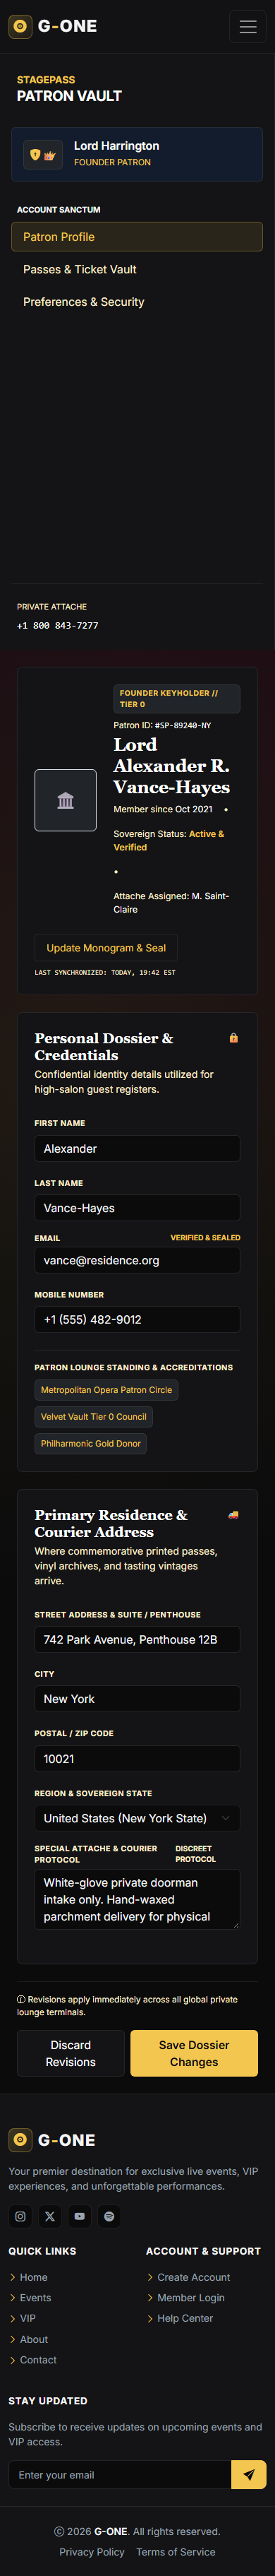 G-ONE
STAGEPASS
PATRON VAULT
Lord Harrington
FOUNDER PATRON
ACCOUNT SANCTUM
Patron Profile
Passes & Ticket Vault
Preferences & Security
PRIVATE ATTACHE
+1 800 843-7277
FOUNDER KEYHOLDER //
TIER 0
Patron ID: #SP-89240-NY
Lord
Alexander R.
Vance-Hayes
Member since Oct 2021 •
Sovereign Status: Active &
Verified
•
Attache Assigned: M. Saint-
Claire
Update Monogram & Seal
LAST SYNCHRONIZED: TODAY, 19:42 EST
Personal Dossier &
Credentials
Confidential identity details utilized for
high-salon guest registers.
FIRST NAME
Alexander
LAST NAME
Vance-Hayes
EMAIL VERIFIED & SEALED
vance@residence.org
MOBILE NUMBER
+1 (555) 482-9012
PATRON LOUNGE STANDING & ACCREDITATIONS
Metropolitan Opera Patron Circle
Velvet Vault Tier 0 Council
Philharmonic Gold Donor
Primary Residence &
Courier Address
Where commemorative printed passes,
vinyl archives, and tasting vintages
arrive.
STREET ADDRESS & SUITE / PENTHOUSE
742 Park Avenue, Penthouse 12B
CITY
New York
POSTAL / ZIP CODE
10021
REGION & SOVEREIGN STATE
United States (New York State)
SPECIAL ATTACHE & COURIER
PROTOCOL
DISCREET
PROTOCOL
White-glove private doorman
intake only. Hand-waxed
parchment delivery for physical
Revisions apply immediately across all global private
lounge terminals.
Discard
Revisions
Save Dossier
Changes
G-ONE
Your premier destination for exclusive live events, VIP
experiences, and unforgettable performances.
QUICK LINKS
Home
Events
VIP
About
Contact
ACCOUNT & SUPPORT
Create Account
Member Login
Help Center
STAY UPDATED
Subscribe to receive updates on upcoming events and
VIP access.
Enter your email
© 2026 G-ONE. All rights reserved.
Privacy Policy Terms of Service